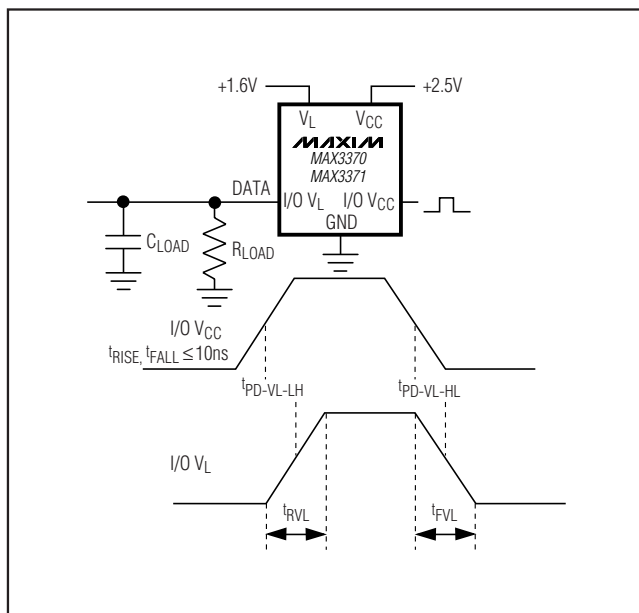 +1.6V
+2.5V
VL
VCC
MAXIM
MAX3370
MAX3371
DATA
I/O VL
I/O VCC
GND
CLOAD
RLOAD
I/O VCC
tRISE, tFALL ≤ 10ns
tPD-VL-LH
tPD-VL-HL
I/O VL
tRVL
tFVL